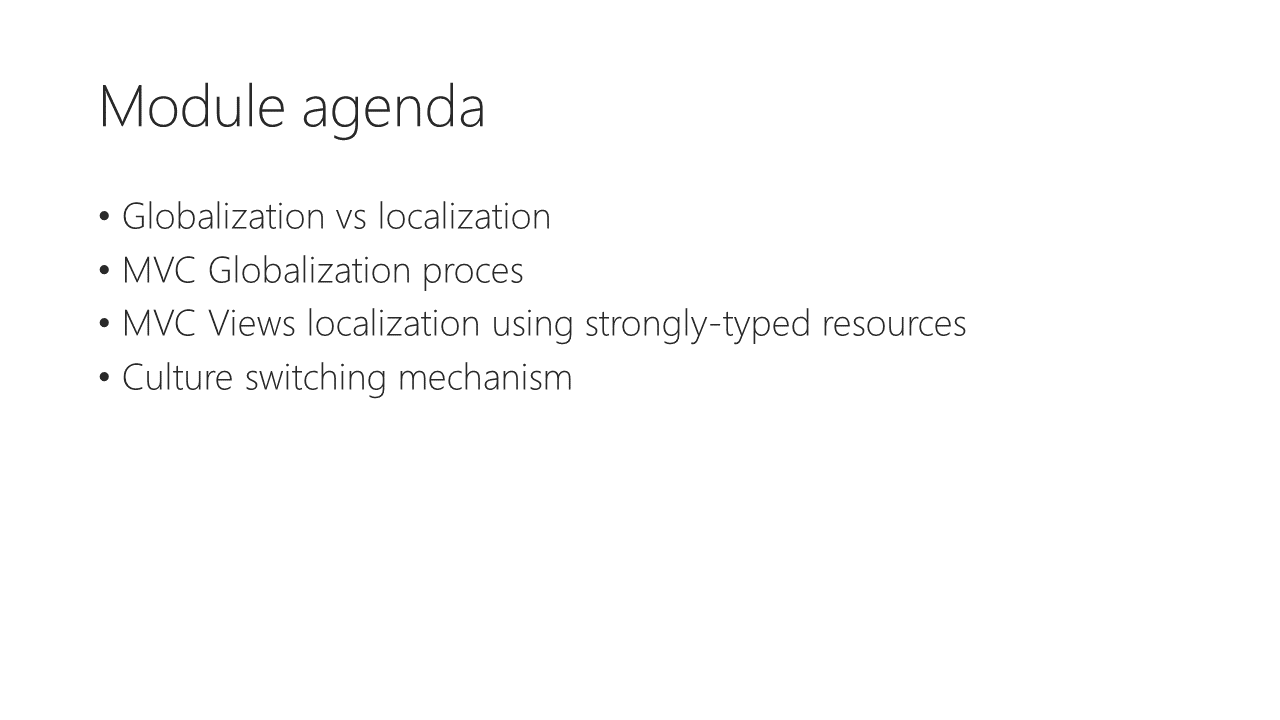 Module agenda
• Globalization vs localization
• MVC Globalization proces
• MVC Views localization using strongly-typed resources
• Culture switching mechanism